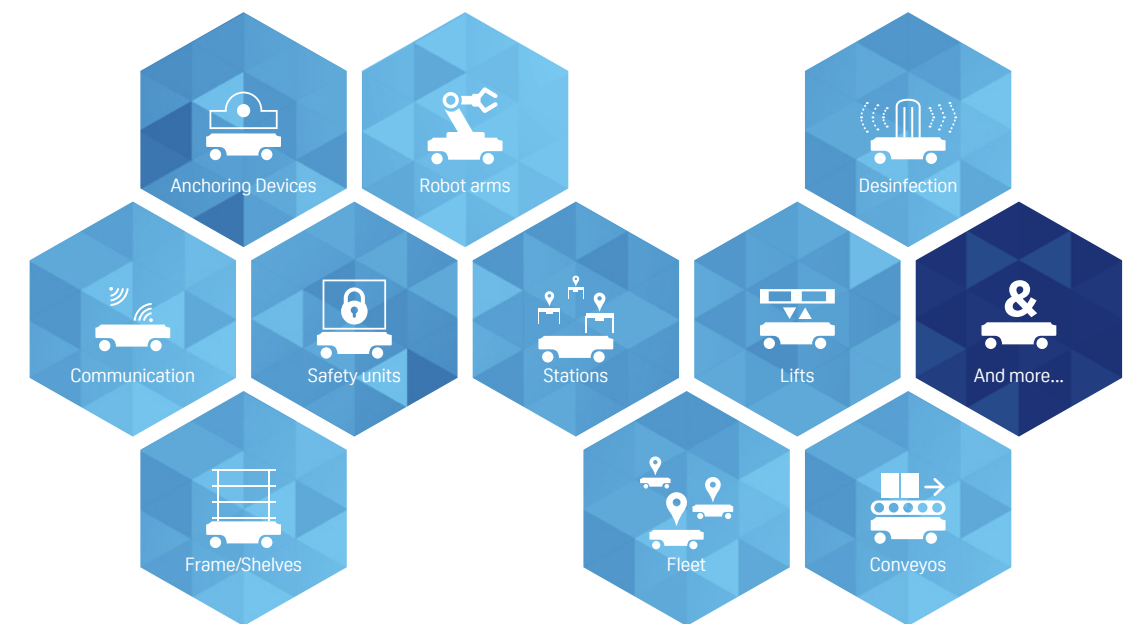 Anchoring Devices
Robot arms
Desinfection
Communication
Safety units
Stations
Lifts
&
And more...
Frame/Shelves
Fleet
Conveyos